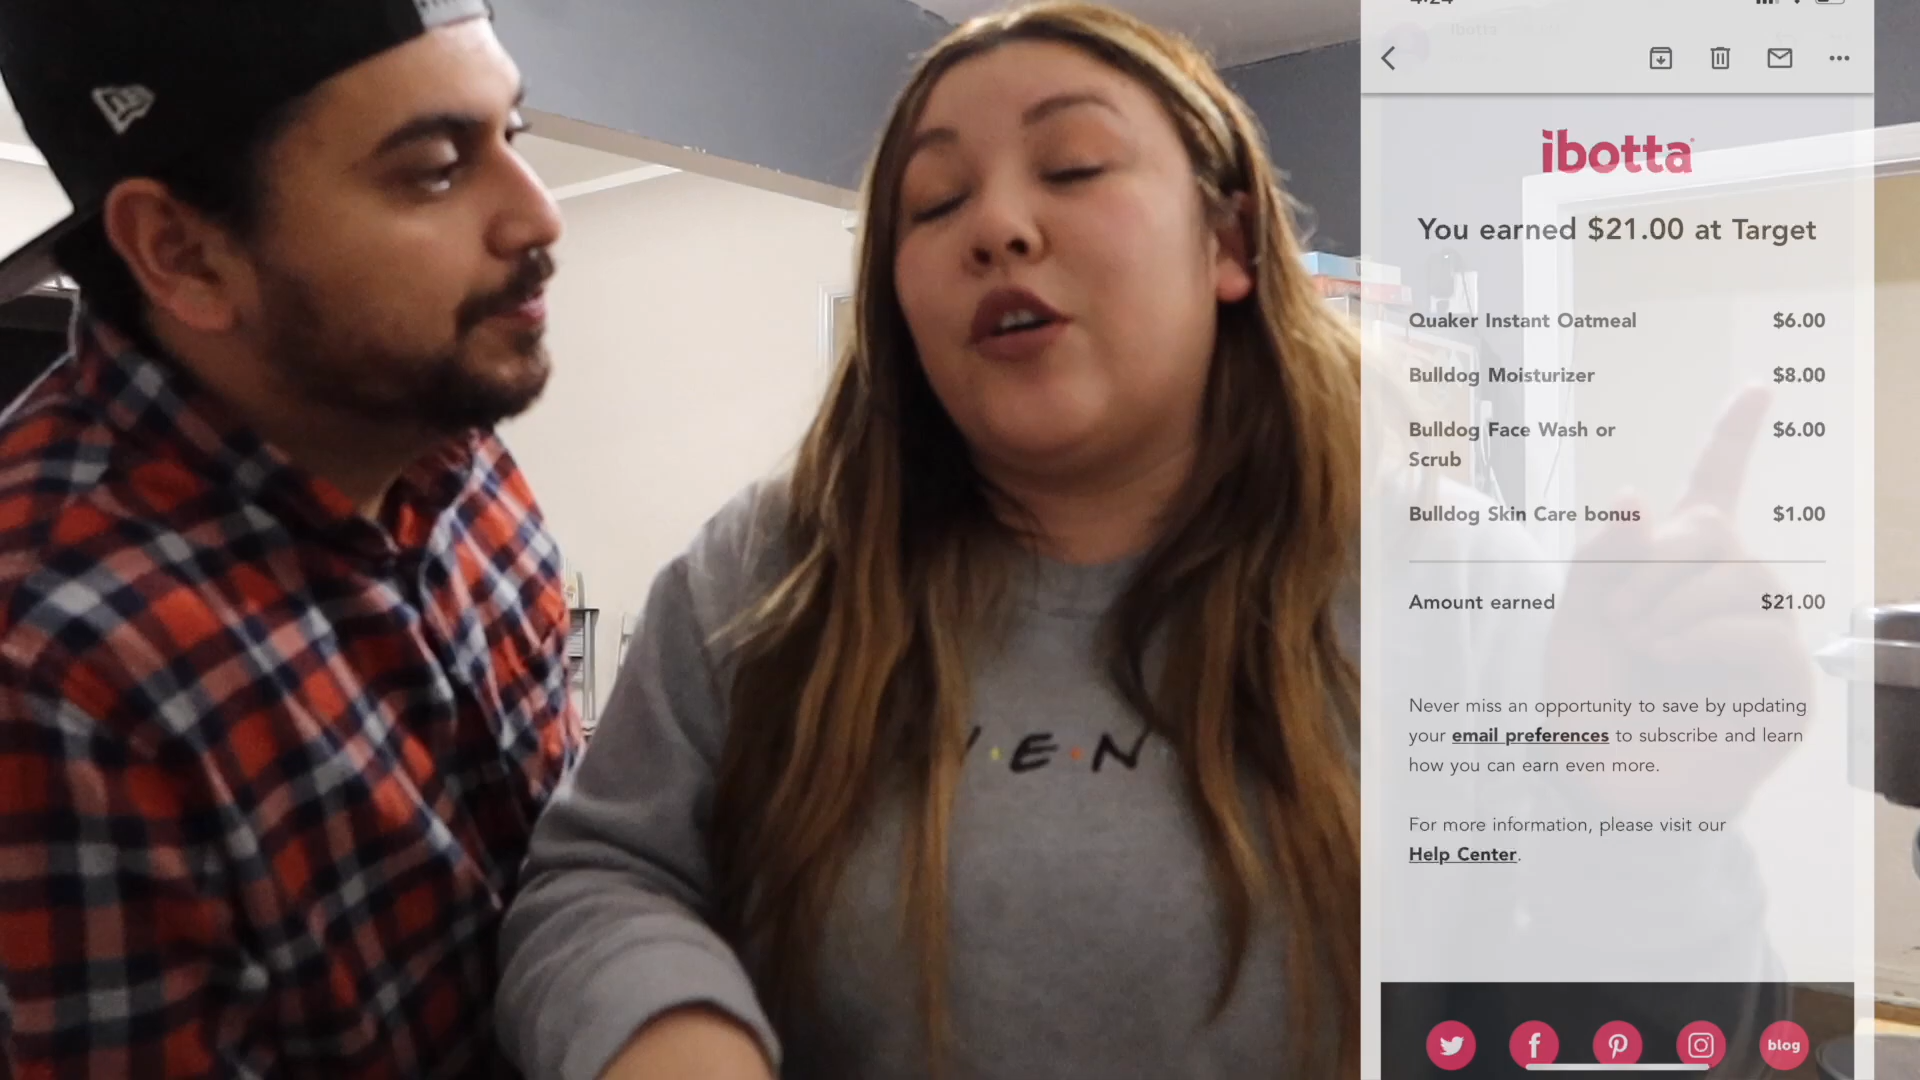 ibotta
You earned $21.00 at Target
Quaker Instant Oatmeal $6.00
Bulldog Moisturizer $8.00
Bulldog Face Wash or $6.00
Scrub
Bulldog Skin Care bonus $1.00
Amount earned $21.00
Never miss an opportunity to save by updating
your email preferences to subscribe and learn
how you can earn even more.
For more information, please visit our
Help Center.
blog
E·N